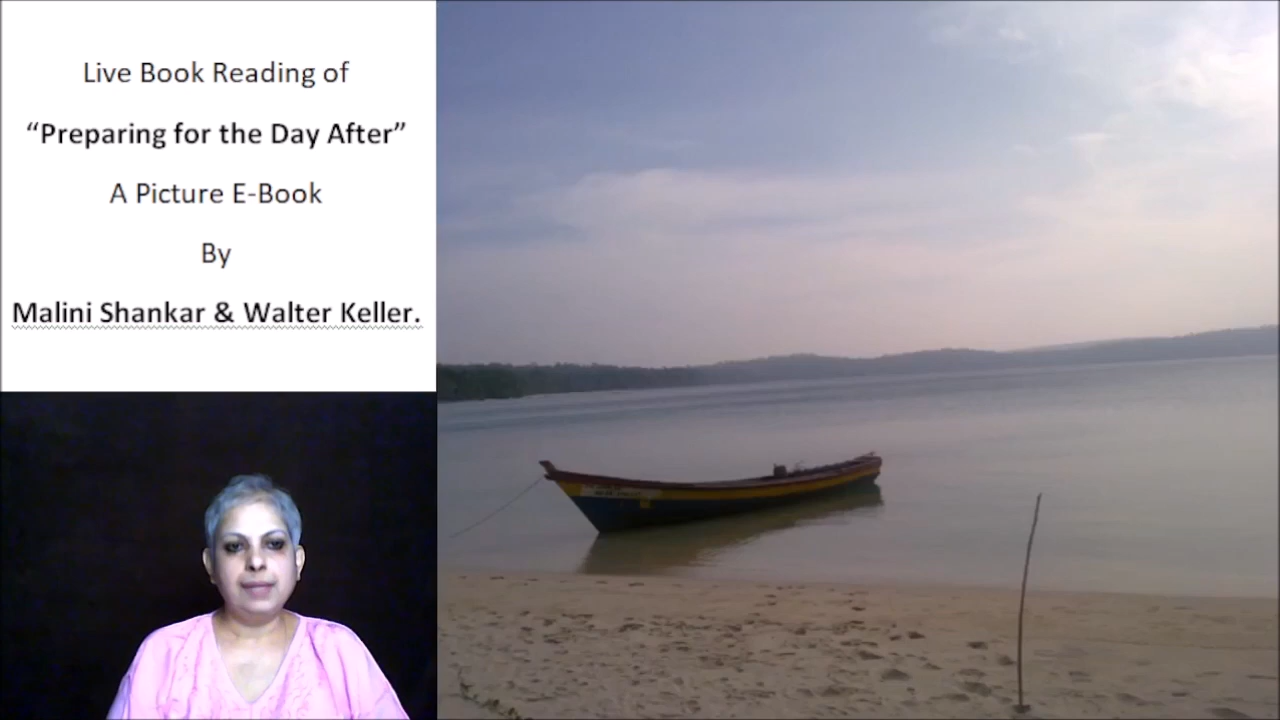 Live Book Reading of
“Preparing for the Day After”
A Picture E-Book
By
Malini Shankar & Walter Keller.